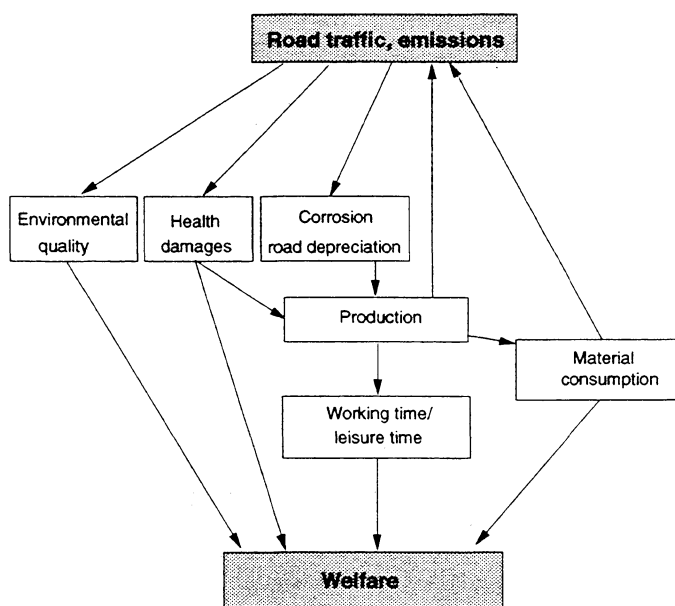 Road traffic, emissions
Environmental
quality
Health
damages
Corrosion
road depreciation
Production
Material
consumption
Working time/
leisure time
Welfare